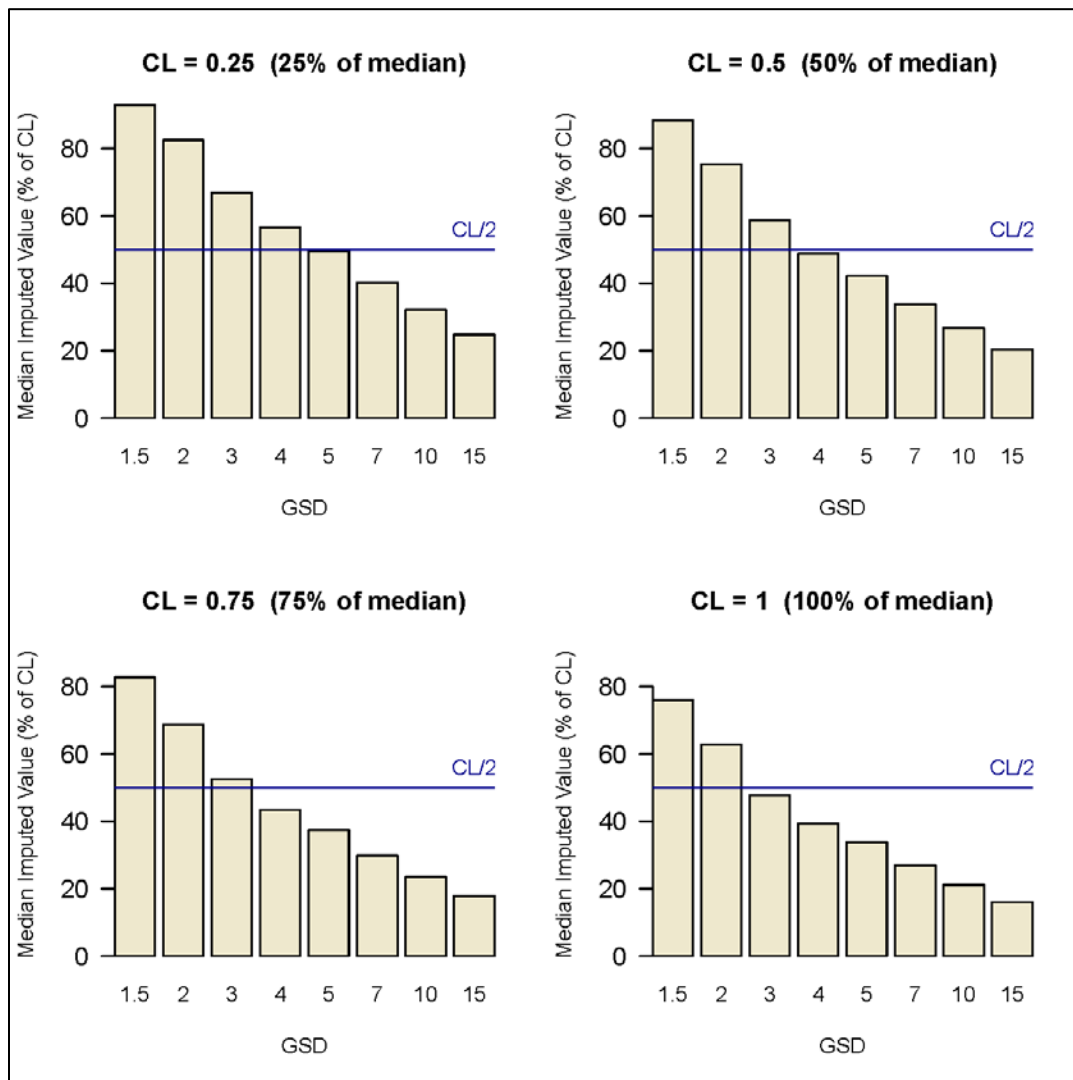 CL = 0.25 (25% of median)
Median Imputed Value (% of CL)
80
60
40
20
0
CL/2
1.5 2 3 4 5 7 10 15
GSD
CL = 0.5 (50% of median)
Median Imputed Value (% of CL)
80
60
40
20
0
CL/2
1.5 2 3 4 5 7 10 15
GSD
CL = 0.75 (75% of median)
Median Imputed Value (% of CL)
80
60
40
20
0
CL/2
1.5 2 3 4 5 7 10 15
GSD
CL = 1 (100% of median)
Median Imputed Value (% of CL)
80
60
40
20
0
CL/2
1.5 2 3 4 5 7 10 15
GSD